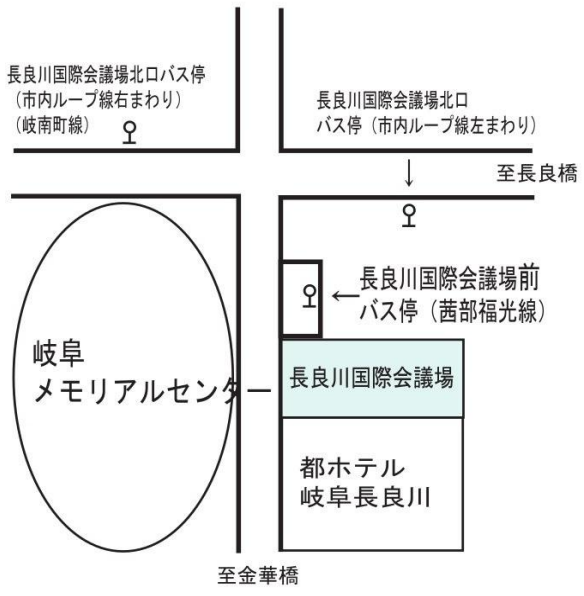 長良川国際会議場北口バス停
（市内ループ線右まわり）
（岐南町線）
長良川国際会議場北口
バス停（市内ループ線左まわり）
↓
至長良橋
←長良川国際会議場前
バス停（茜部福光線）
岐阜
メモリアルセンター
長良川国際会議場
都ホテル
岐阜長良川
至金華橋